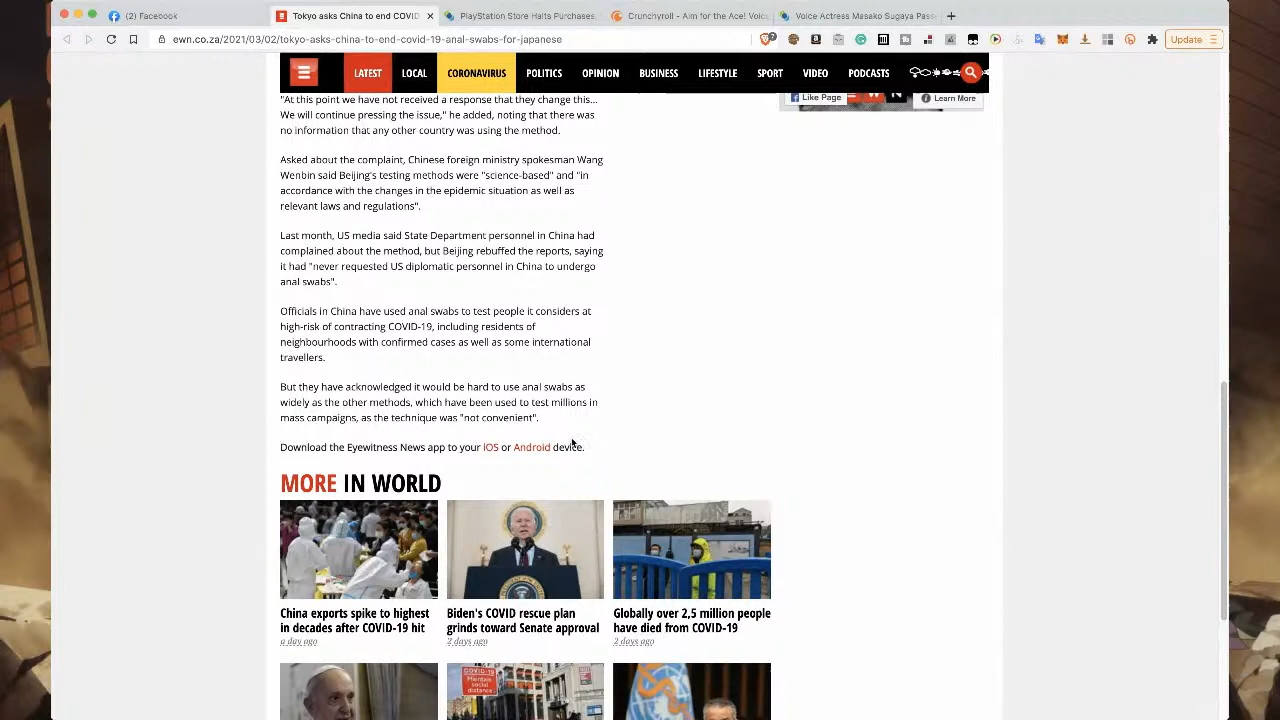 (2) Facebook
Tokyo asks China to end COVID
PlayStation Store Halts Purchases,
Crunchyroll - Aim for the Ace! Voic
Voice Actress Masako Sugaya Pass
ewn.co.za/2021/03/02/tokyo-asks-china-to-end-covid-19-anal-swabs-for-japanese
Update
LATEST LOCAL CORONAVIRUS POLITICS OPINION BUSINESS LIFESTYLE SPORT VIDEO PODCASTS
Like Page
Learn More
"At this point we have not received a response that they change this...
We will continue pressing the issue," he added, noting that there was
no information that any other country was using the method.
Asked about the complaint, Chinese foreign ministry spokesman Wang
Wenbin said Beijing's testing methods were "science-based" and "in
accordance with the changes in the epidemic situation as well as
relevant laws and regulations".
Last month, US media said State Department personnel in China had
complained about the method, but Beijing rebuffed the reports, saying
it had "never requested US diplomatic personnel in China to undergo
anal swabs".
Officials in China have used anal swabs to test people it considers at
high-risk of contracting COVID-19, including residents of
neighbourhoods with confirmed cases as well as some international
travellers.
But they have acknowledged it would be hard to use anal swabs as
widely as the other methods, which have been used to test millions in
mass campaigns, as the technique was "not convenient".
Download the Eyewitness News app to your iOS or Android device.
MORE IN WORLD
China exports spike to highest
in decades after COVID-19 hit
a day ago
Biden's COVID rescue plan
grinds toward Senate approval
2 days ago
Globally over 2,5 million people
have died from COVID-19
2 days ago
COVID-19
Maintain
social
distance